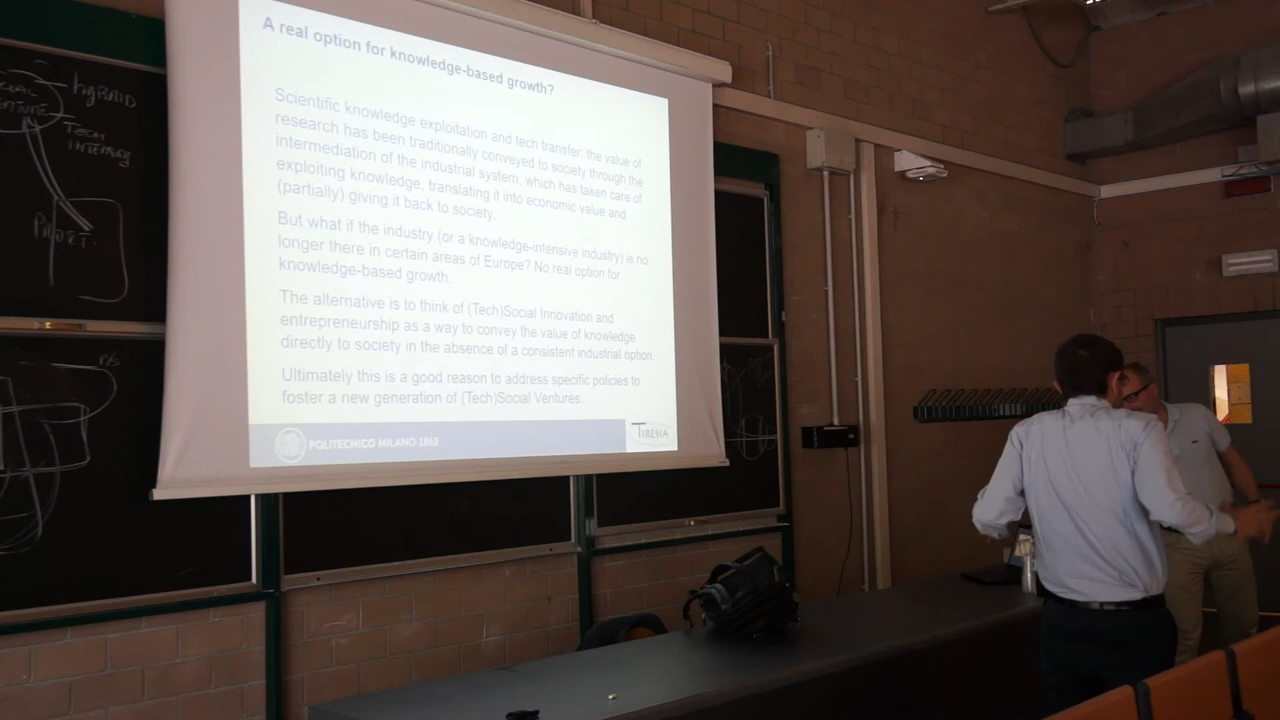 A real option for knowledge-based growth?
Scientific knowledge exploitation and tech transfer: the value of
research has been traditionally conveyed to society through the
intermediation of the industrial system, which has taken care of
exploiting knowledge, translating it into economic value and
(partially) giving it back to society.
But what if the industry (or a knowledge-intensive industry) is no
longer there in certain areas of Europe? No real option for
knowledge-based growth.
The alternative is to think of (Tech)Social Innovation and
entrepreneurship as a way to convey the value of knowledge
directly to society in the absence of a consistent industrial option.
Ultimately this is a good reason to address specific policies to
foster a new generation of (Tech)Social Ventures.
POLITECNICO MILANO 1863
TIRESIA
HYBRID
TECH
INTENSITY